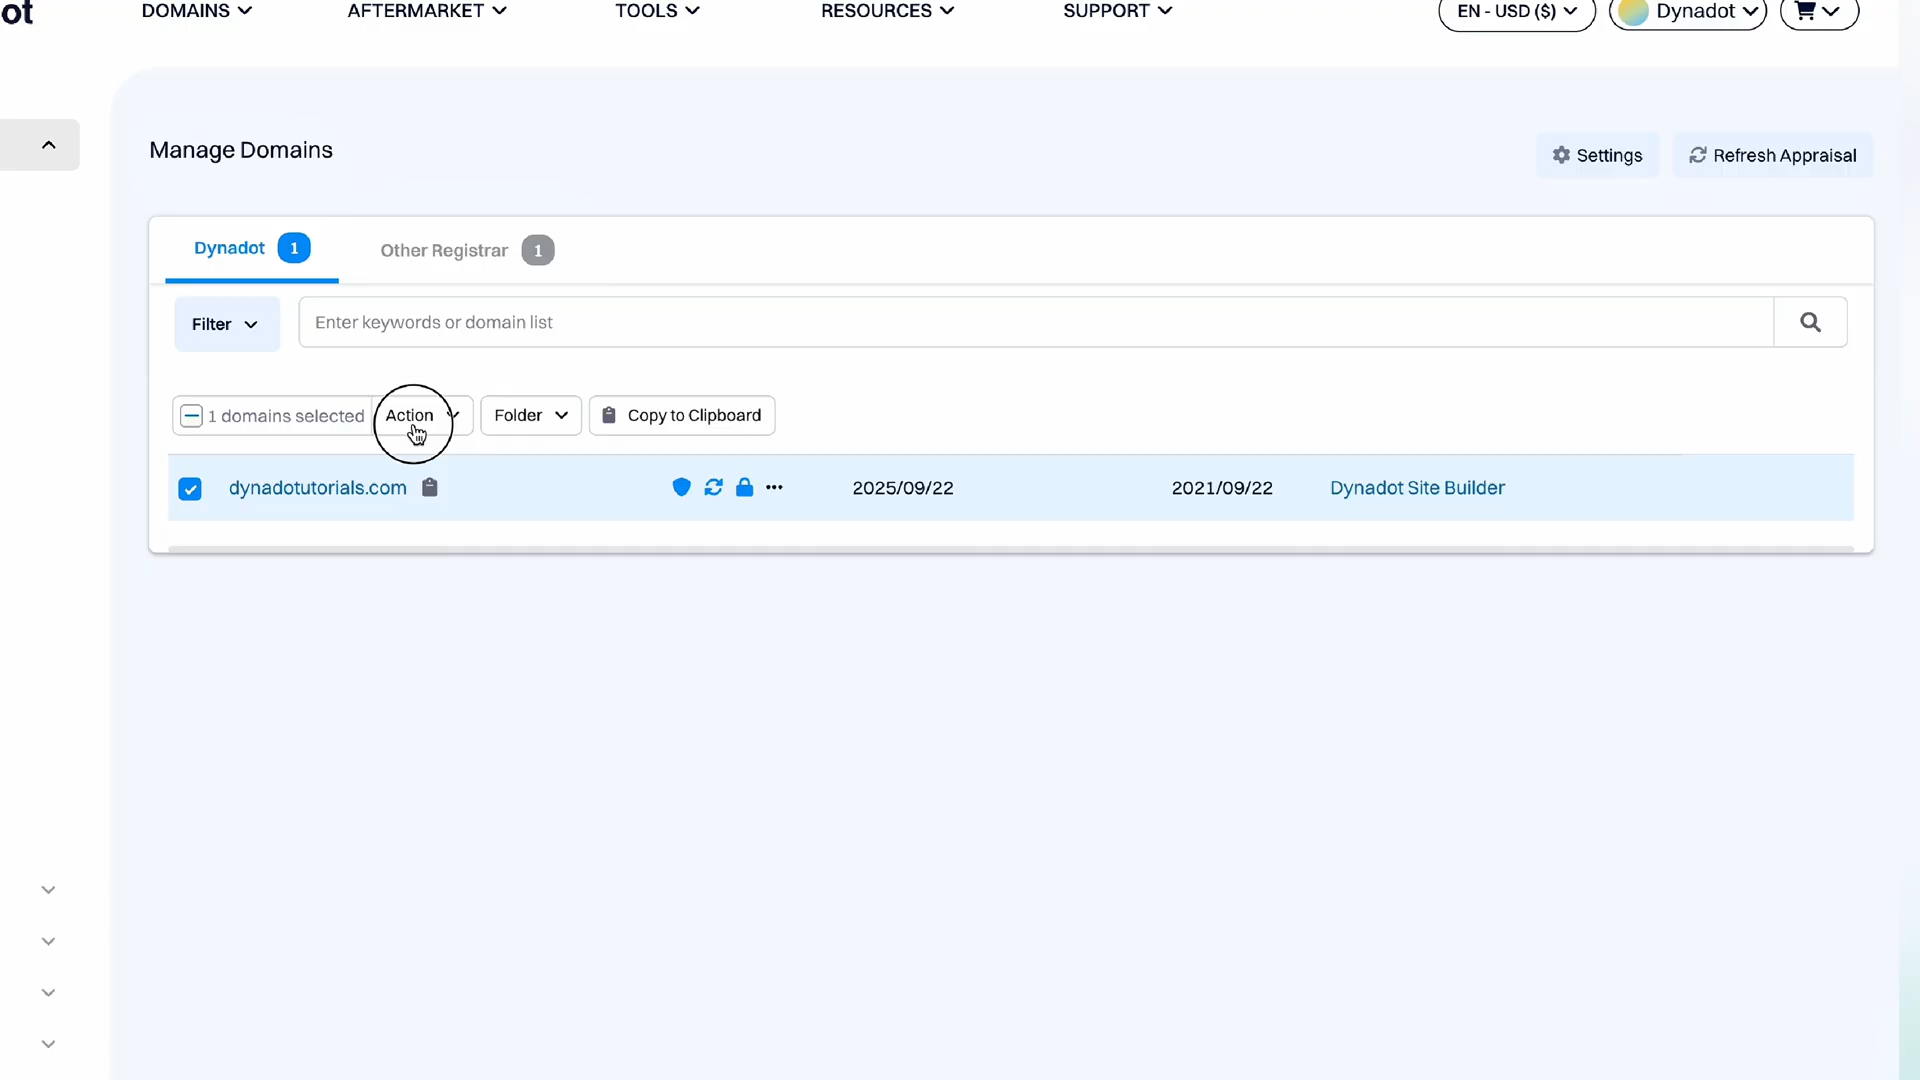 ot
DOMAINS
AFTERMARKET
TOOLS
RESOURCES
SUPPORT
EN - USD ($)
Dynadot
Manage Domains
Settings
Refresh Appraisal
Dynadot 1
Other Registrar 1
Filter
Enter keywords or domain list
1 domains selected
Action
Folder
Copy to Clipboard
dynadotutorials.com
2025/09/22
2021/09/22
Dynadot Site Builder